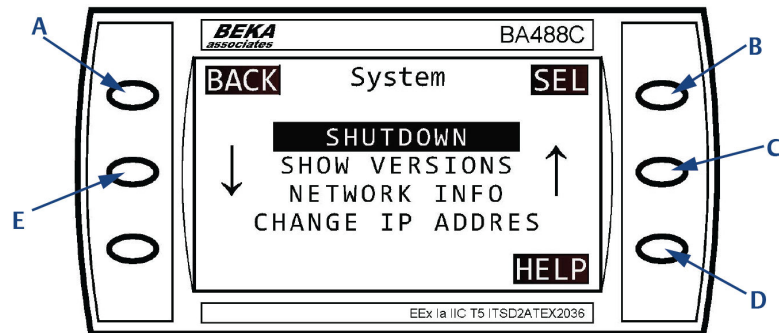 A
BEKA
associates
BA488C
B
BACK System SEL
SHUTDOWN
C
SHOW VERSIONS
E
NETWORK INFO
CHANGE IP ADDRES
HELP
D
EEx Ia IIC T5 ITSD2ATEX2036